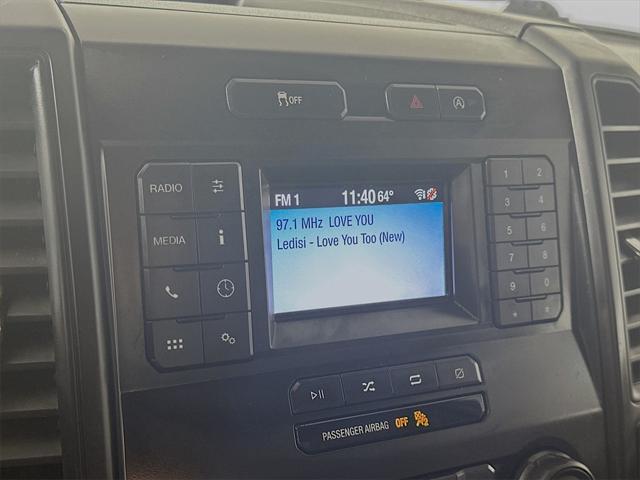 OFF
A
RADIO
MEDIA
i
FM 1 11:40 64°
97.1 MHz LOVE YOU
Ledisi - Love You Too (New)
1 2
3 4
5 6
7 8
9 0
* #
PASSENGER AIRBAG OFF 2